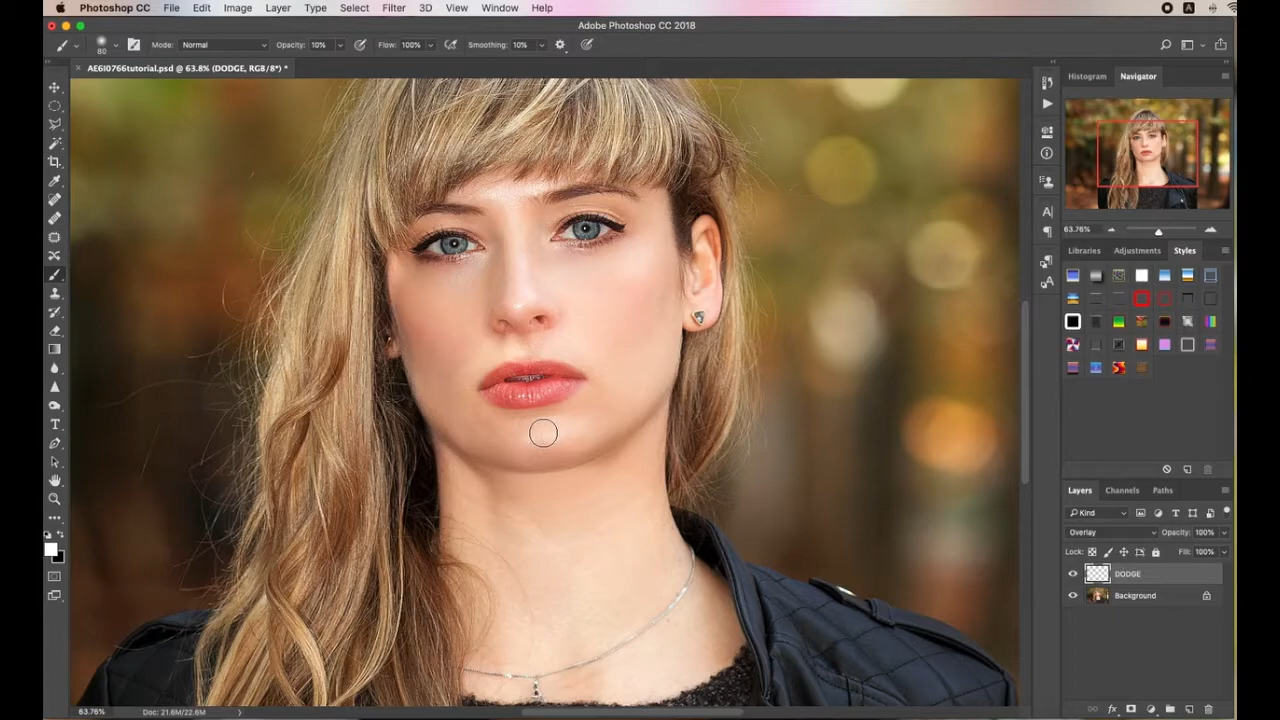 Photoshop CC File Edit Image Layer Type Select Filter 3D View Window Help
Adobe Photoshop CC 2018
80 Mode: Normal Opacity: 10% Flow: 100% Smoothing: 10%
AE6I0766tutorial.psd @ 63.8% (DODGE, RGB/8*) *
Histogram Navigator
63.76%
Libraries Adjustments Styles
Layers Channels Paths
Kind
Overlay Opacity: 100%
Lock: Fill: 100%
DODGE
Background
63.76% Doc: 21.6M/22.6M